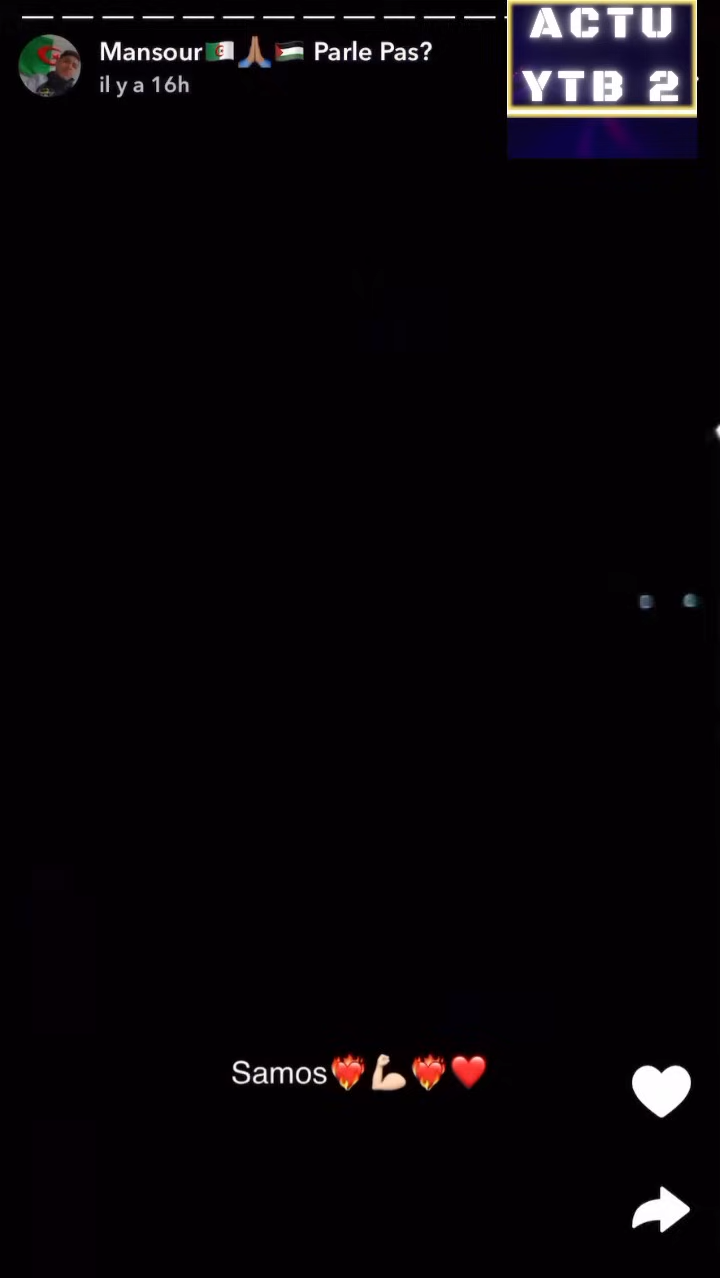 Mansour🇩🇿🙏🏽🇵🇸 Parle Pas?
il y a 16h
ACTU
YTB 2
Samos❤️‍🔥💪🏼❤️‍🔥❤️